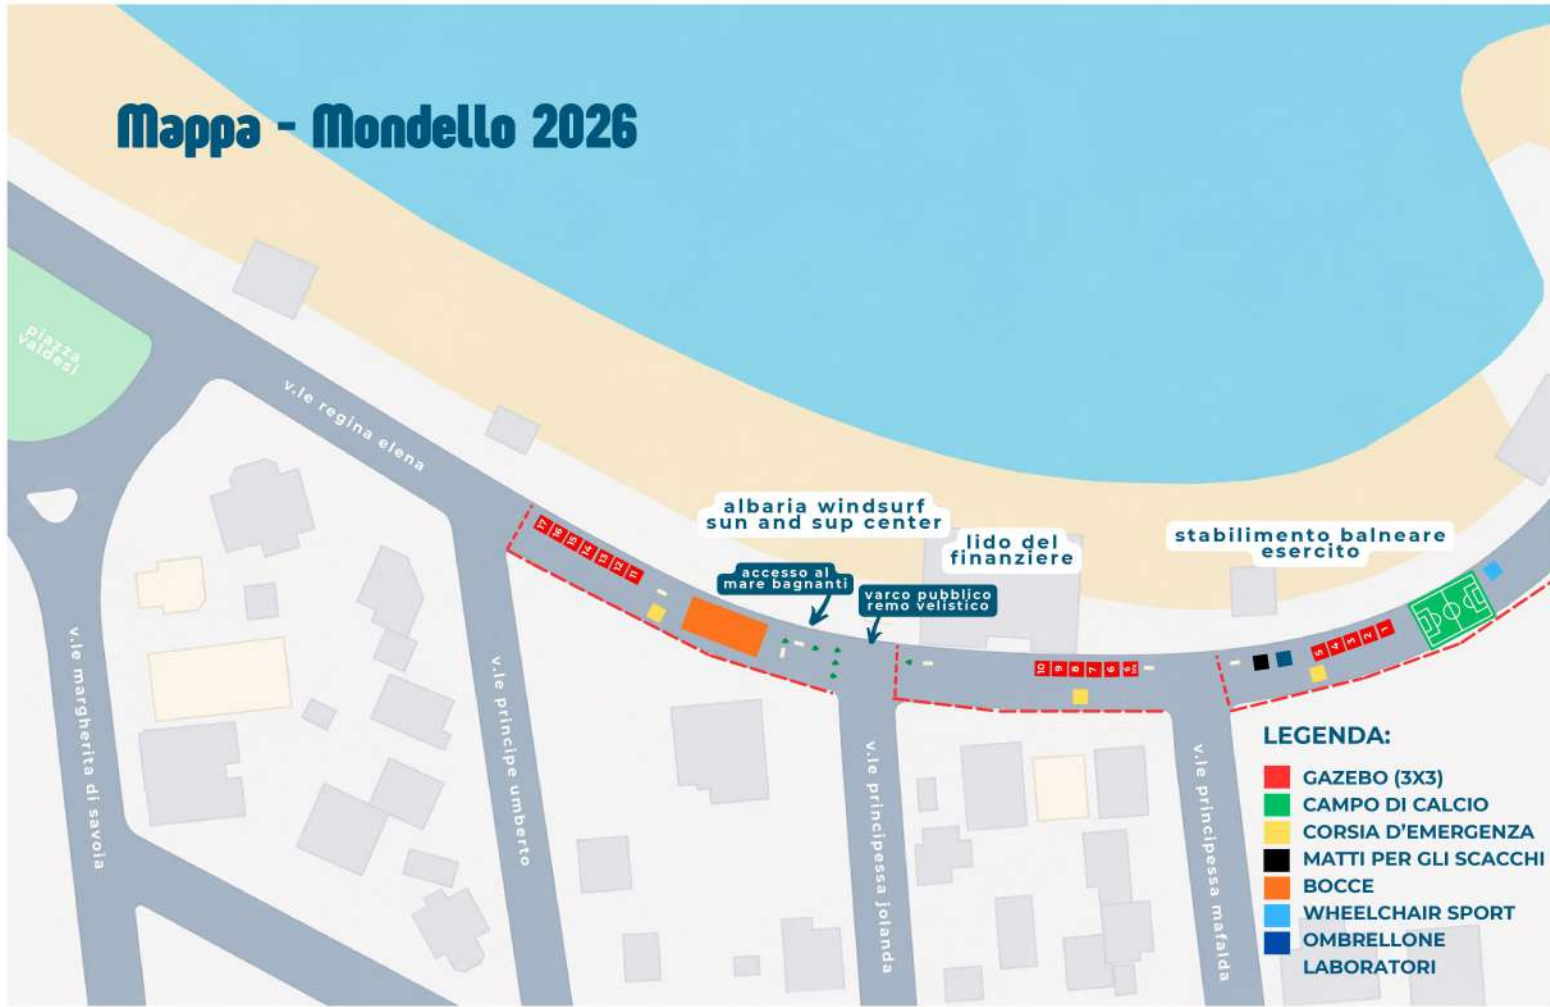 Mappa - Mondello 2026
piazza
valdesi
v.le regina elena
albaria windsurf
sun and sup center
lido del
finanziere
stabilimento balneare
esercito
accesso al
mare bagnanti
varco pubblico
remo velistico
17
16
15
14
13
12
11
10
9
8
7
6
6
5
4
3
2
1
v.le margherita di savoia
v.le principe umberto
v.le principessa jolanda
v.le principessa mafalda
LEGENDA:
GAZEBO (3X3)
CAMPO DI CALCIO
CORSIA D'EMERGENZA
MATTI PER GLI SCACCHI
BOCCE
WHEELCHAIR SPORT
OMBRELLONE
LABORATORI